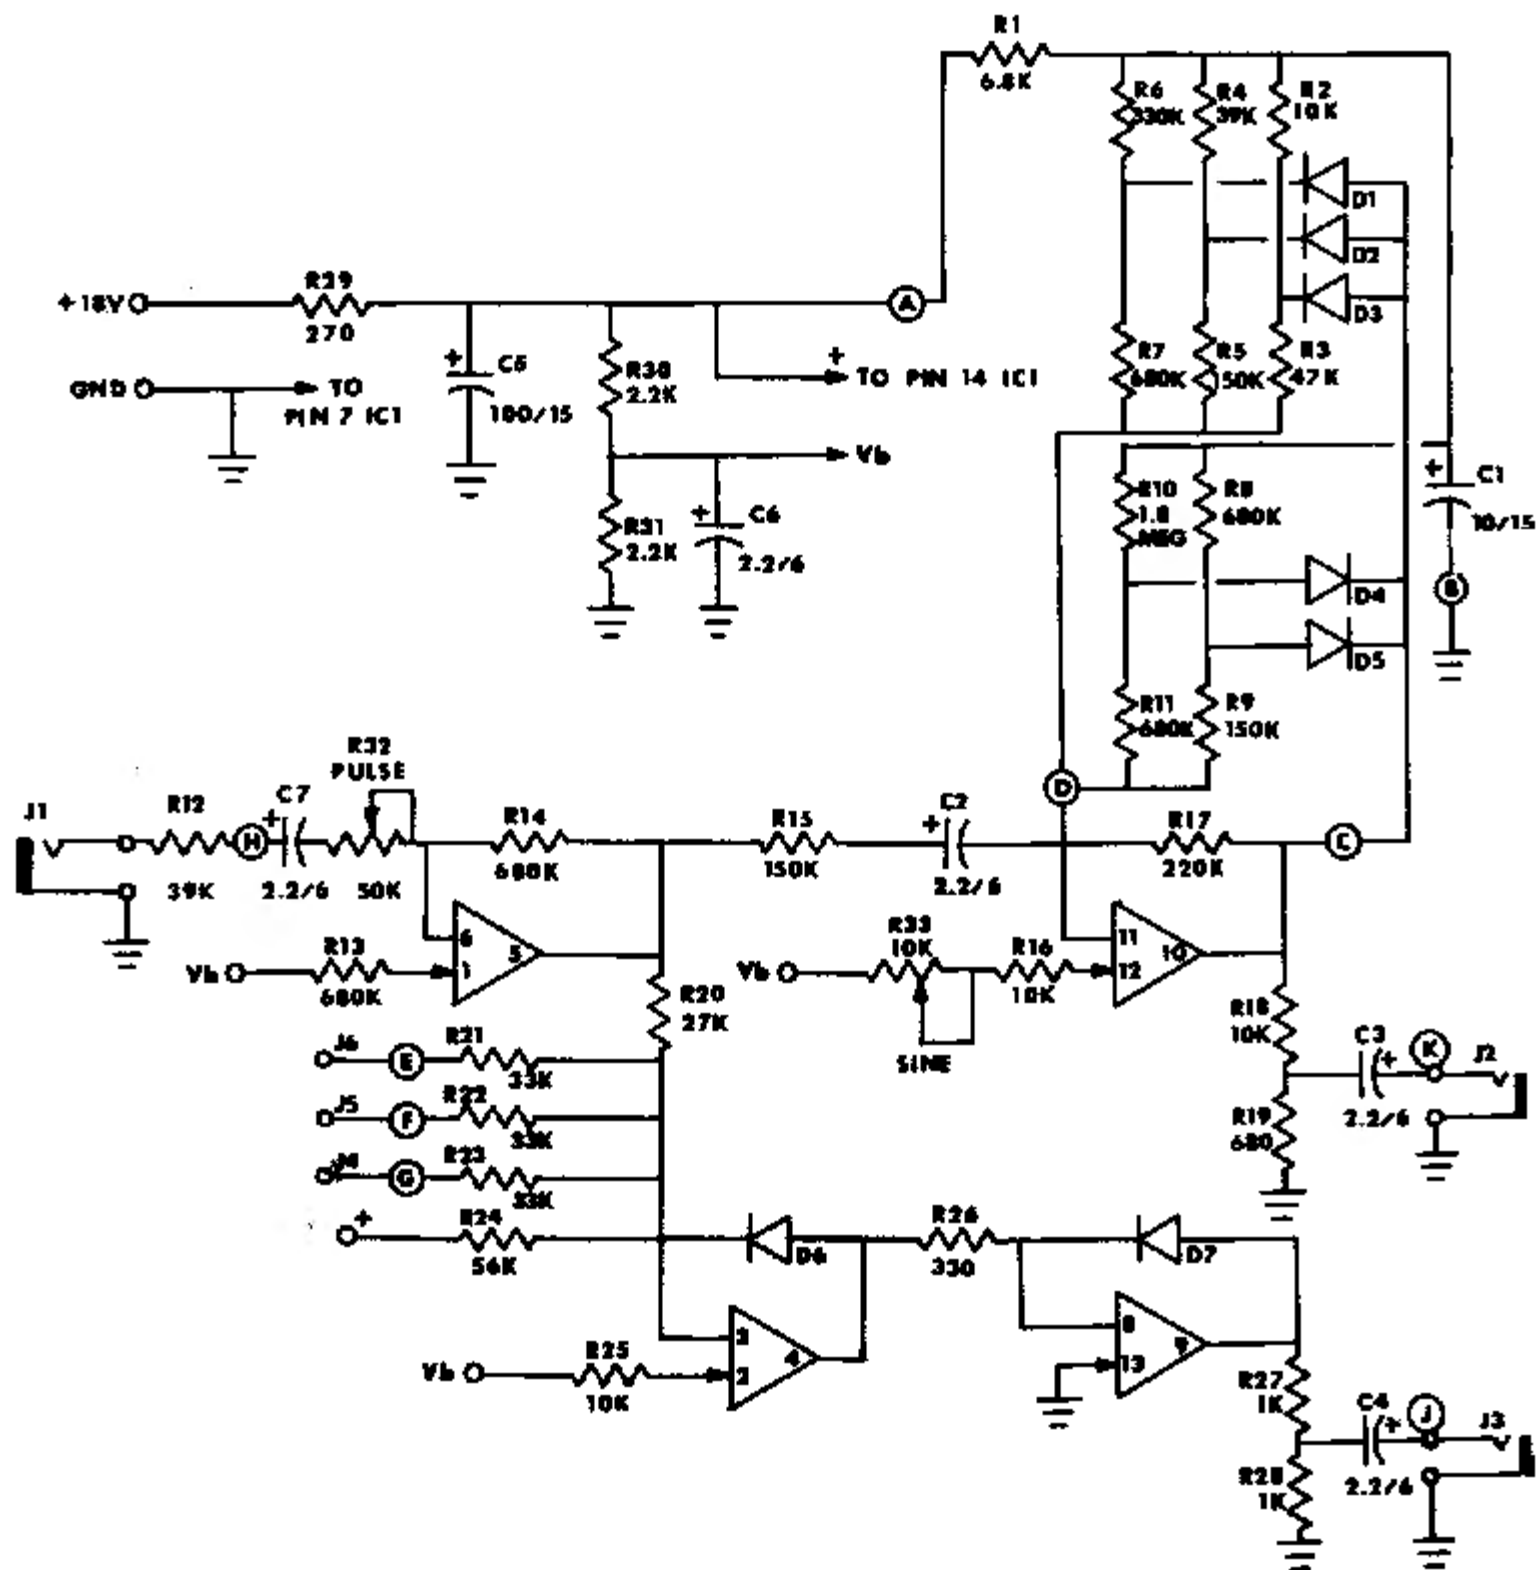 R1
6.8K
R6
330K
R4
39K
R2
10K
D1
D2
D3
+18V
R29
270
A
GND
TO
PIN 7 IC1
+
C5
100/15
R30
2.2K
+
TO PIN 14 IC1
R7
680K
R5
150K
R3
47K
Vb
R31
2.2K
+
C6
2.2/6
R10
1.8
MEG
R8
680K
+
C1
10/15
B
D4
D5
R11
680K
R9
150K
D
J1
R12
39K
H
+
C7
2.2/6
R32
PULSE
50K
R14
680K
R15
150K
+
C2
2.2/6
R17
220K
C
6
1
5
Vb
R13
680K
R20
27K
Vb
R33
10K
SINE
R16
10K
11
12
10
R18
10K
C3
+
2.2/6
K
J2
R19
680
J6
E
R21
33K
J5
F
R22
33K
J4
G
R23
33K
+
R24
56K
D6
R26
330
D7
3
2
4
Vb
R25
10K
8
13
9
R27
1K
C4
+
2.2/6
J
J3
R28
1K